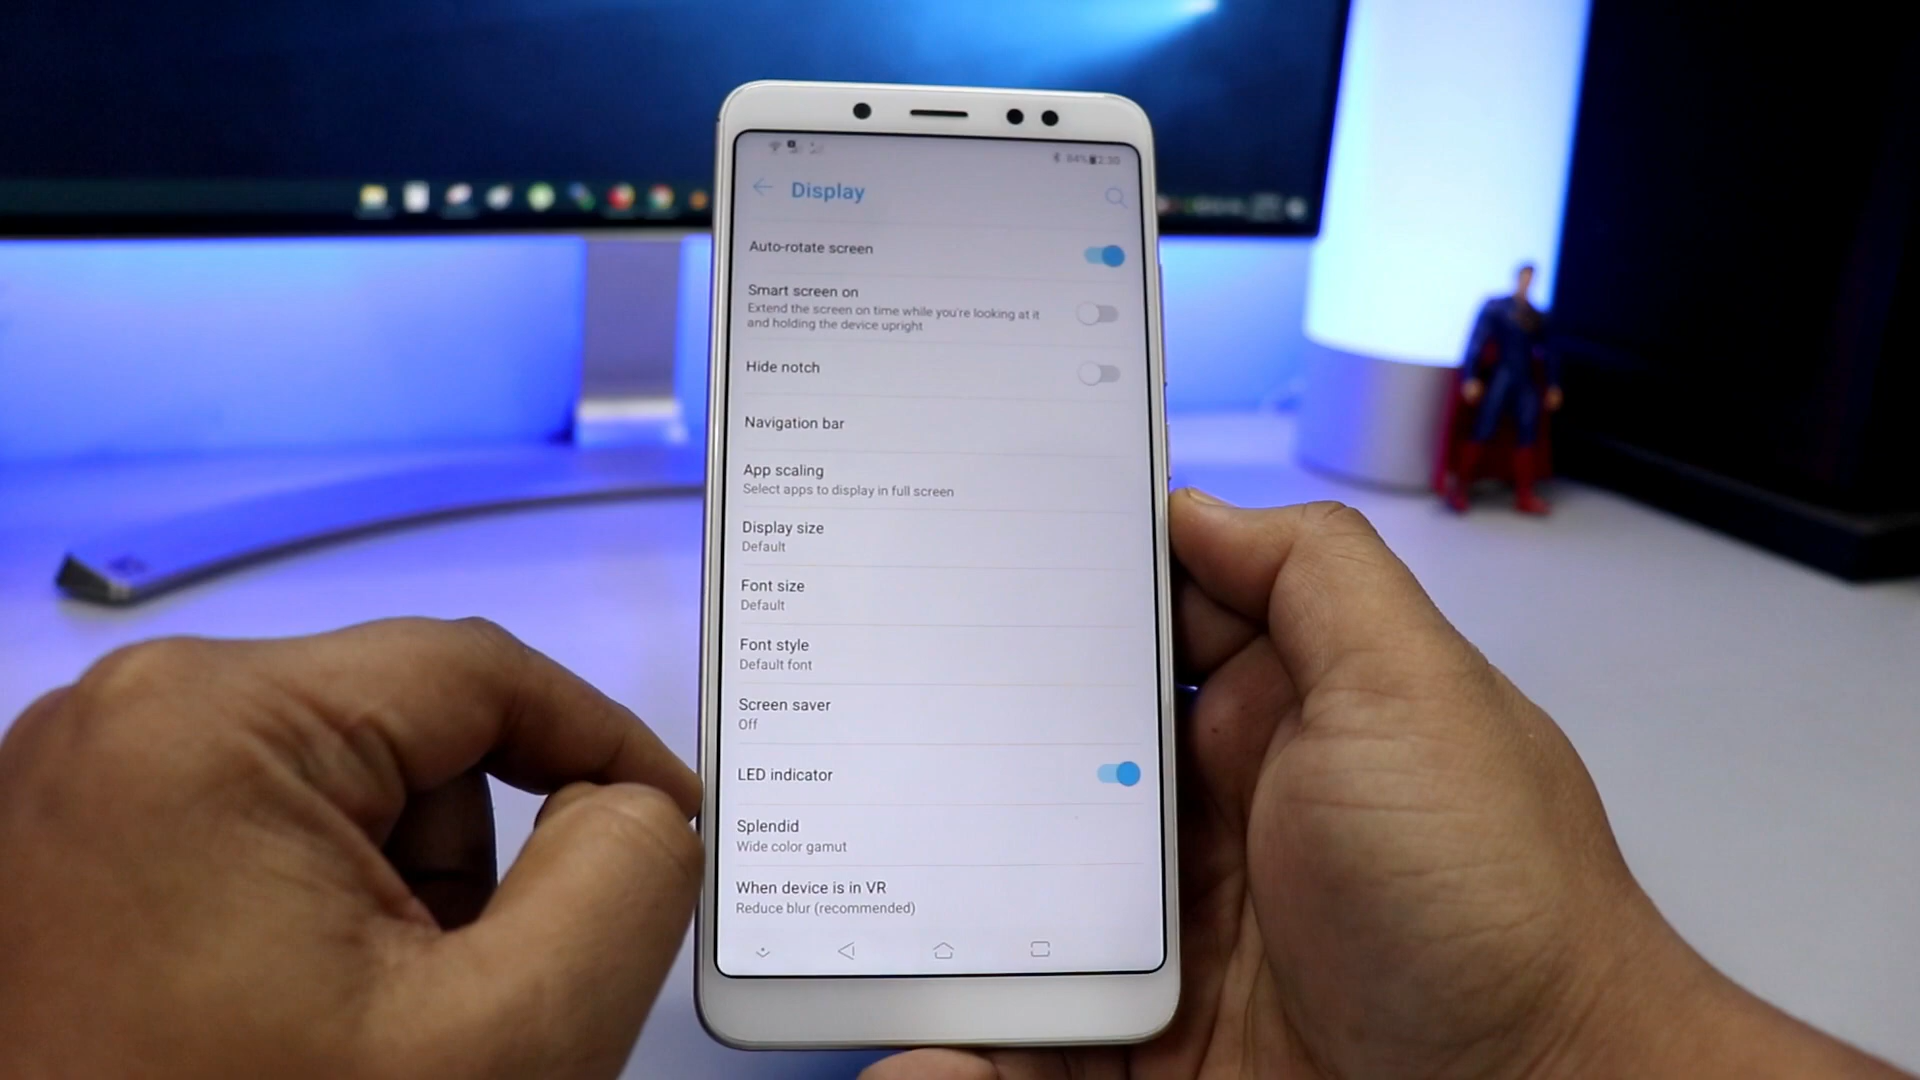 84% 2:30
Display
Auto-rotate screen
Smart screen on
Extend the screen on time while you're looking at it
and holding the device upright
Hide notch
Navigation bar
App scaling
Select apps to display in full screen
Display size
Default
Font size
Default
Font style
Default font
Screen saver
Off
LED indicator
Splendid
Wide color gamut
When device is in VR
Reduce blur (recommended)